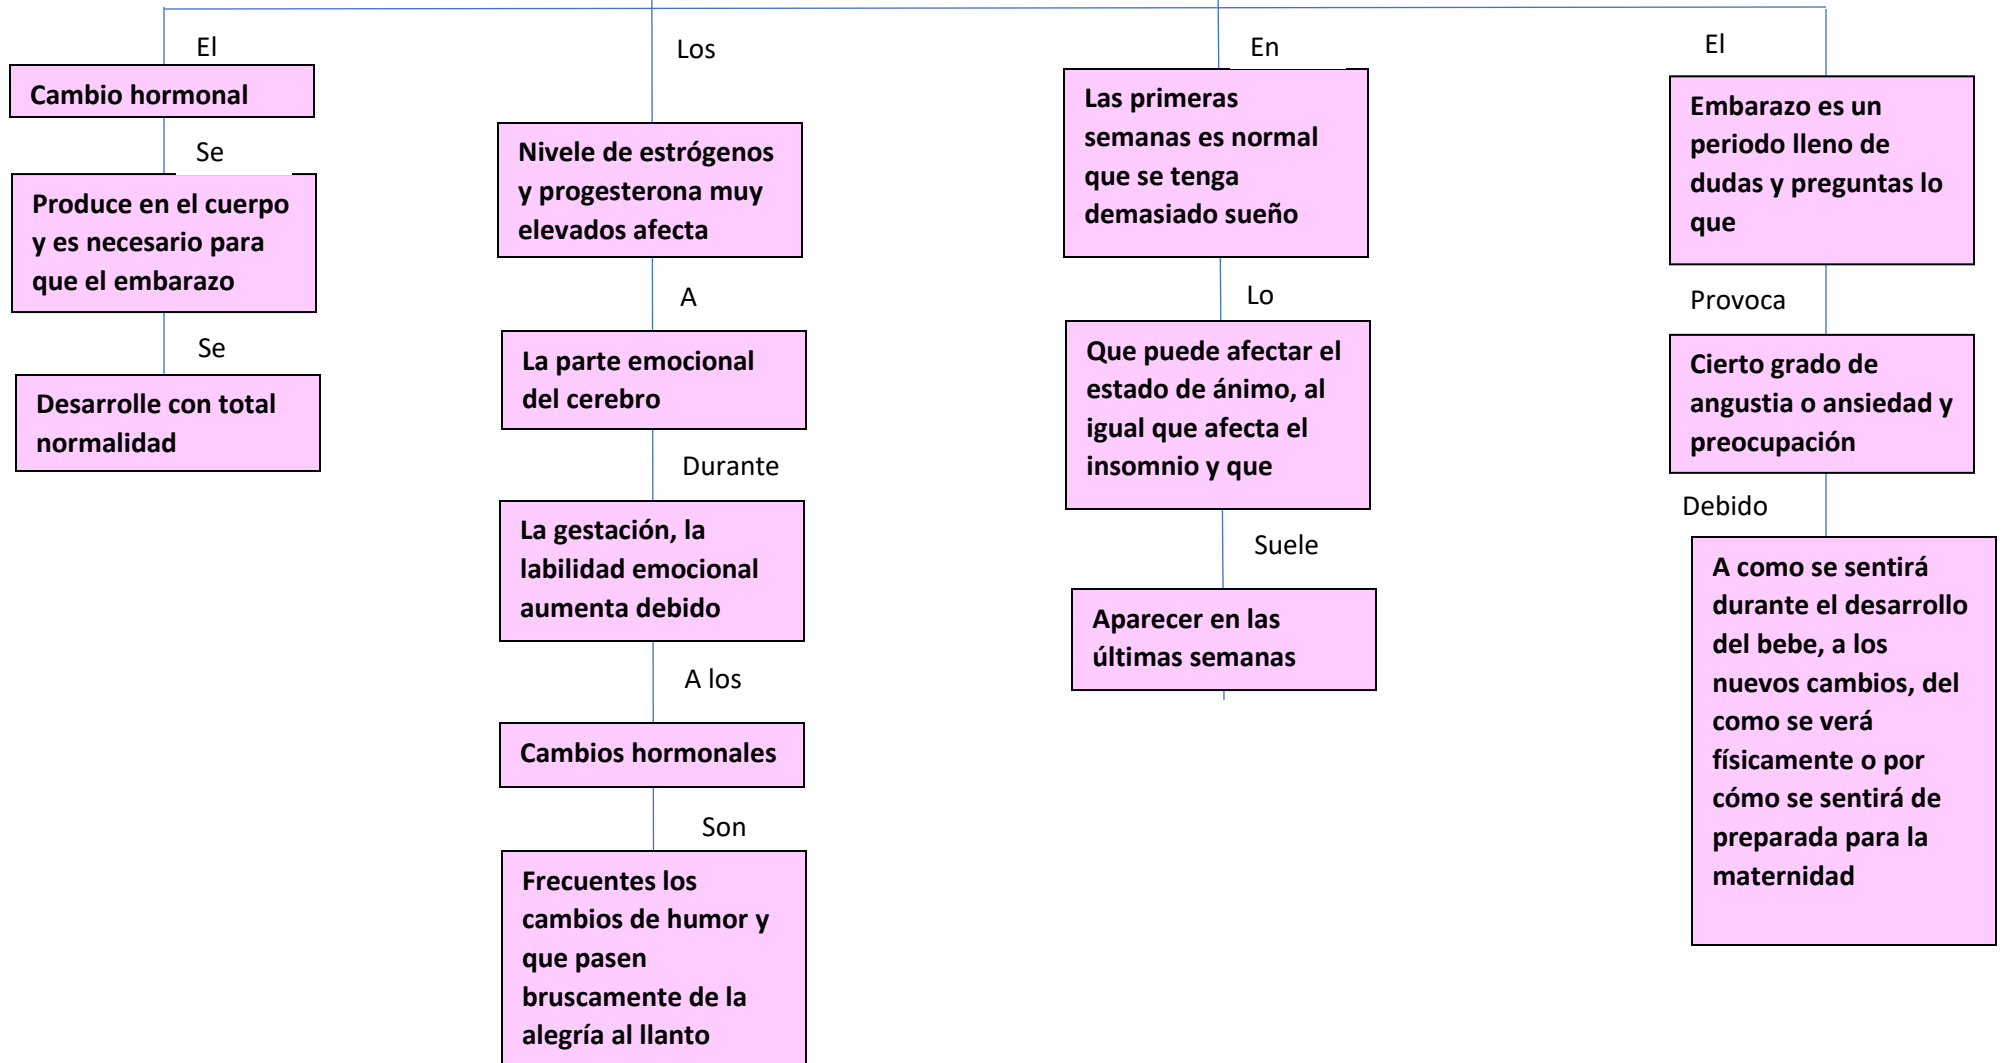 El
Cambio hormonal
Se
Produce en el cuerpo
y es necesario para
que el embarazo
Se
Desarrolle con total
normalidad
Los
Nivele de estrógenos
y progesterona muy
elevados afecta
A
La parte emocional
del cerebro
Durante
La gestación, la
labilidad emocional
aumenta debido
A los
Cambios hormonales
Son
Frecuentes los
cambios de humor y
que pasen
bruscamente de la
alegría al llanto
En
Las primeras
semanas es normal
que se tenga
demasiado sueño
Lo
Que puede afectar el
estado de ánimo, al
igual que afecta el
insomnio y que
Suele
Aparecer en las
últimas semanas
El
Embarazo es un
periodo lleno de
dudas y preguntas lo
que
Provoca
Cierto grado de
angustia o ansiedad y
preocupación
Debido
A como se sentirá
durante el desarrollo
del bebe, a los
nuevos cambios, del
como se verá
físicamente o por
cómo se sentirá de
preparada para la
maternidad